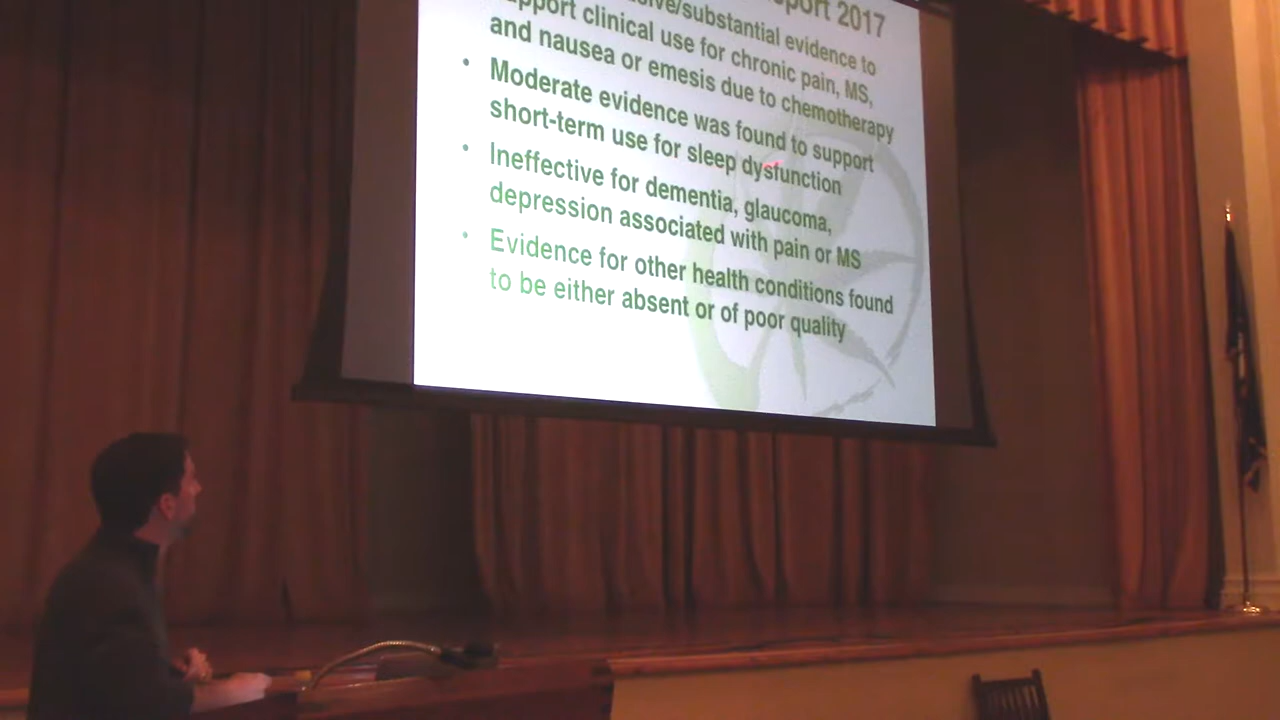 2017
substantial evidence to
support clinical use for chronic pain, MS,
and nausea or emesis due to chemotherapy
• Moderate evidence was found to support
short-term use for sleep dysfunction
• Ineffective for dementia, glaucoma,
depression associated with pain or MS
• Evidence for other health conditions found
to be either absent or of poor quality